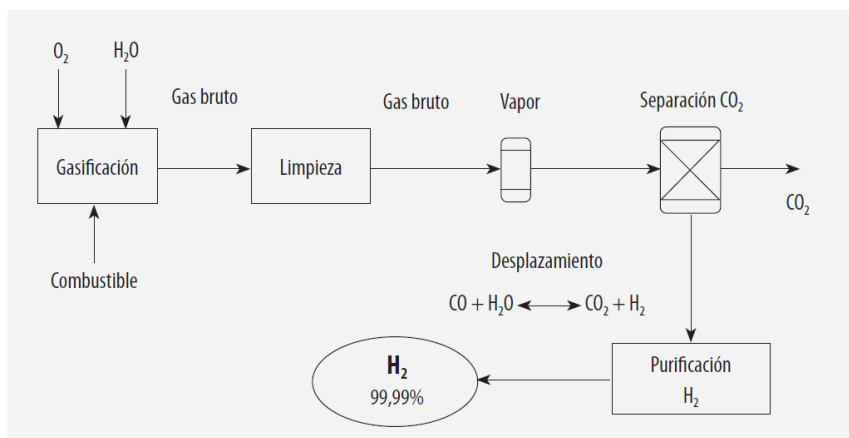 O₂
H₂O
Gas bruto
Gas bruto
Vapor
Separación CO₂
Gasificación
Limpieza
CO₂
Combustible
Desplazamiento
CO + H₂O ⟷ CO₂ + H₂
H₂
99,99%
Purificación
H₂